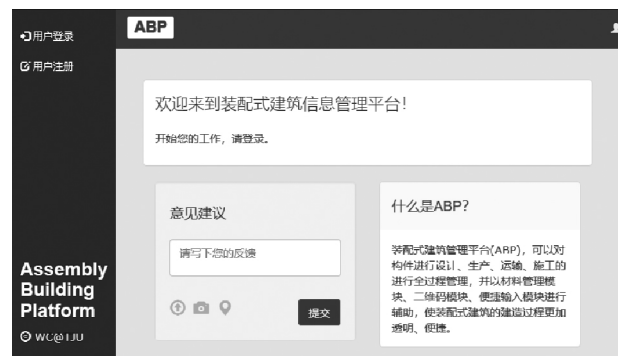 用户登录
用户注册
Assembly
Building
Platform
WC@TJU
ABP
欢迎来到装配式建筑信息管理平台!
开始您的工作，请登录。
意见建议
请写下您的反馈
提交
什么是ABP?
装配式建筑管理平台(ABP)，可以对
构件进行设计、生产、运输、施工的
进行全过程管理，并以材料管理模
块、二维码模块、便捷输入模块进行
辅助，使装配式建筑的建造过程更加
透明、便捷。